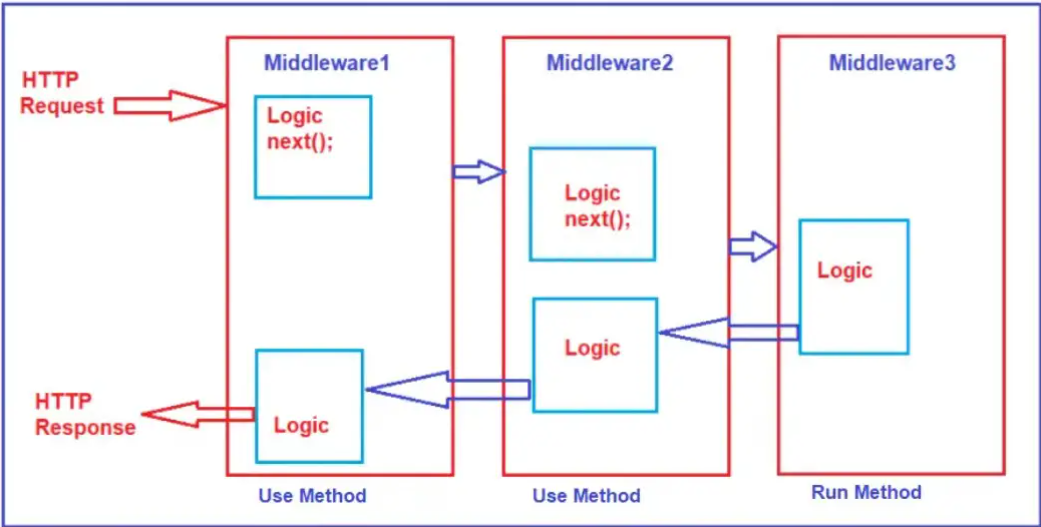 Middleware1
Middleware2
Middleware3
HTTP
Request
Logic
next();
Logic
next();
Logic
Logic
Logic
HTTP
Response
Use Method
Use Method
Run Method